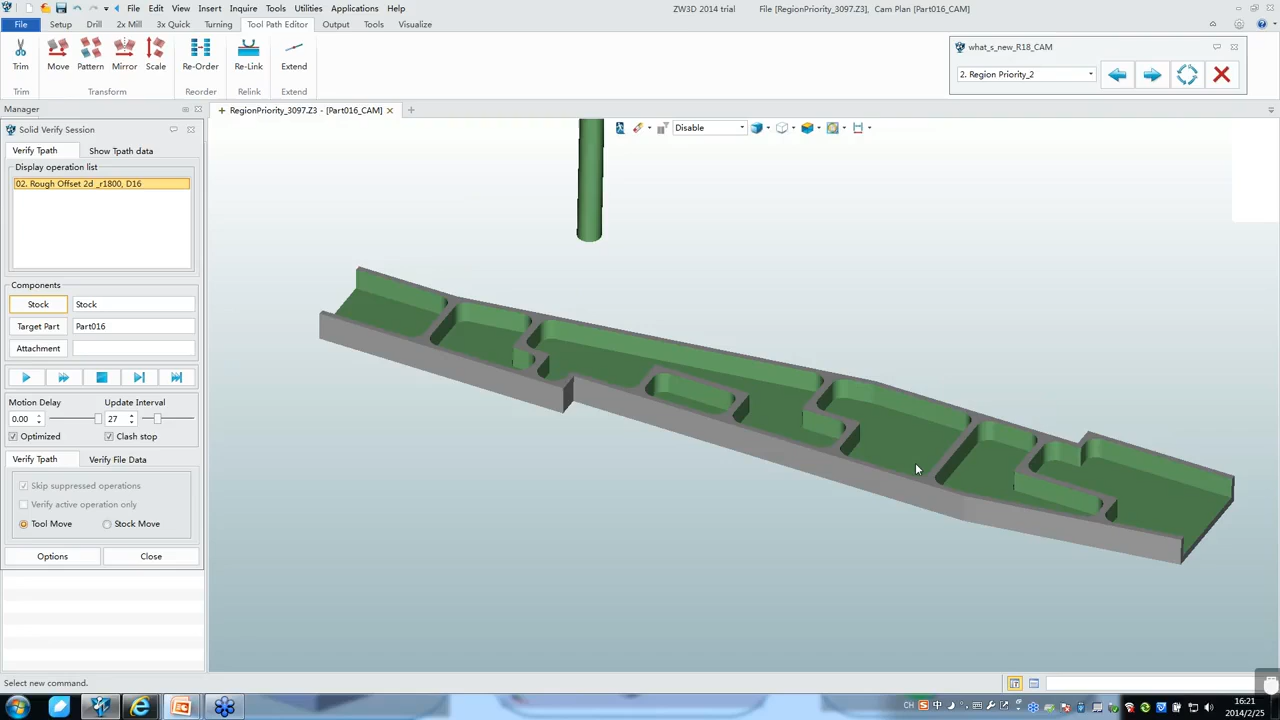 File Edit View Insert Inquire Tools Utilities Applications Help
ZW3D 2014 trial File [RegionPriority_3097.Z3], Cam Plan [Part016_CAM]
File Setup Drill 2x Mill 3x Quick Turning Tool Path Editor Output Tools Visualize
Trim Move Pattern Mirror Scale Re-Order Re-Link Extend
Trim Transform Reorder Relink Extend
what_s_new_R18_CAM
2. Region Priority_2
Manager
RegionPriority_3097.Z3 - [Part016_CAM]
Disable
Solid Verify Session
Verify Tpath Show Tpath data
Display operation list
02. Rough Offset 2d _r1800, D16
Components
Stock Stock
Target Part Part016
Attachment
Motion Delay Update Interval
0.00 27
Optimized Clash stop
Verify Tpath Verify File Data
Skip suppressed operations
Verify active operation only
Tool Move Stock Move
Options Close
Select new command.
CH 中
16:21
2014/2/25